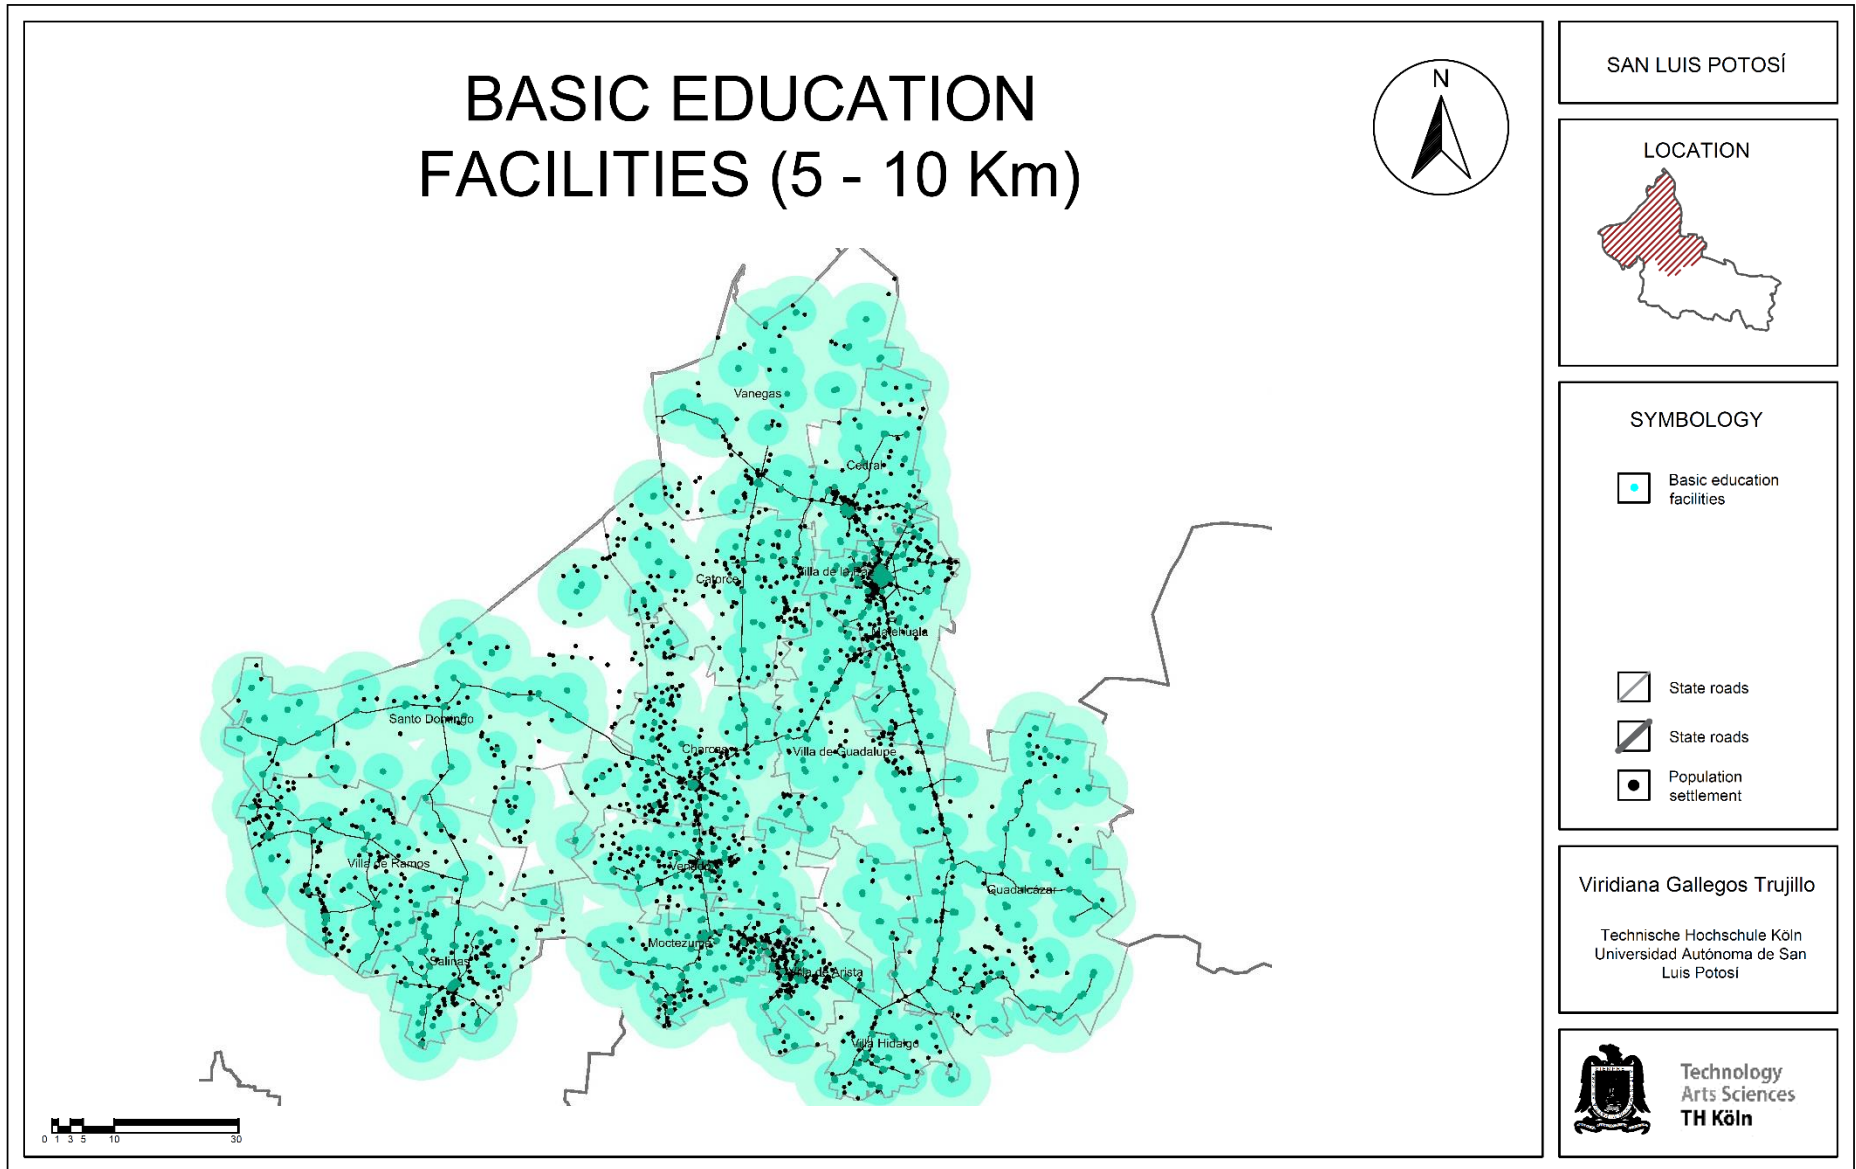 BASIC EDUCATION
FACILITIES (5 - 10 Km)
N
Vanegas
Cedral
Catorce
Villa de la Paz
Matehuala
Santo Domingo
Charcas
Villa de Guadalupe
Villa de Ramos
Venado
Guadalcázar
Moctezuma
Salinas
Villa de Arista
Villa Hidalgo
0 1 3 5 10 30
SAN LUIS POTOSÍ
LOCATION
SYMBOLOGY
Basic education
facilities
State roads
State roads
Population
settlement
Viridiana Gallegos Trujillo
Technische Hochschule Köln
Universidad Autónoma de San
Luis Potosí
Technology
Arts Sciences
TH Köln